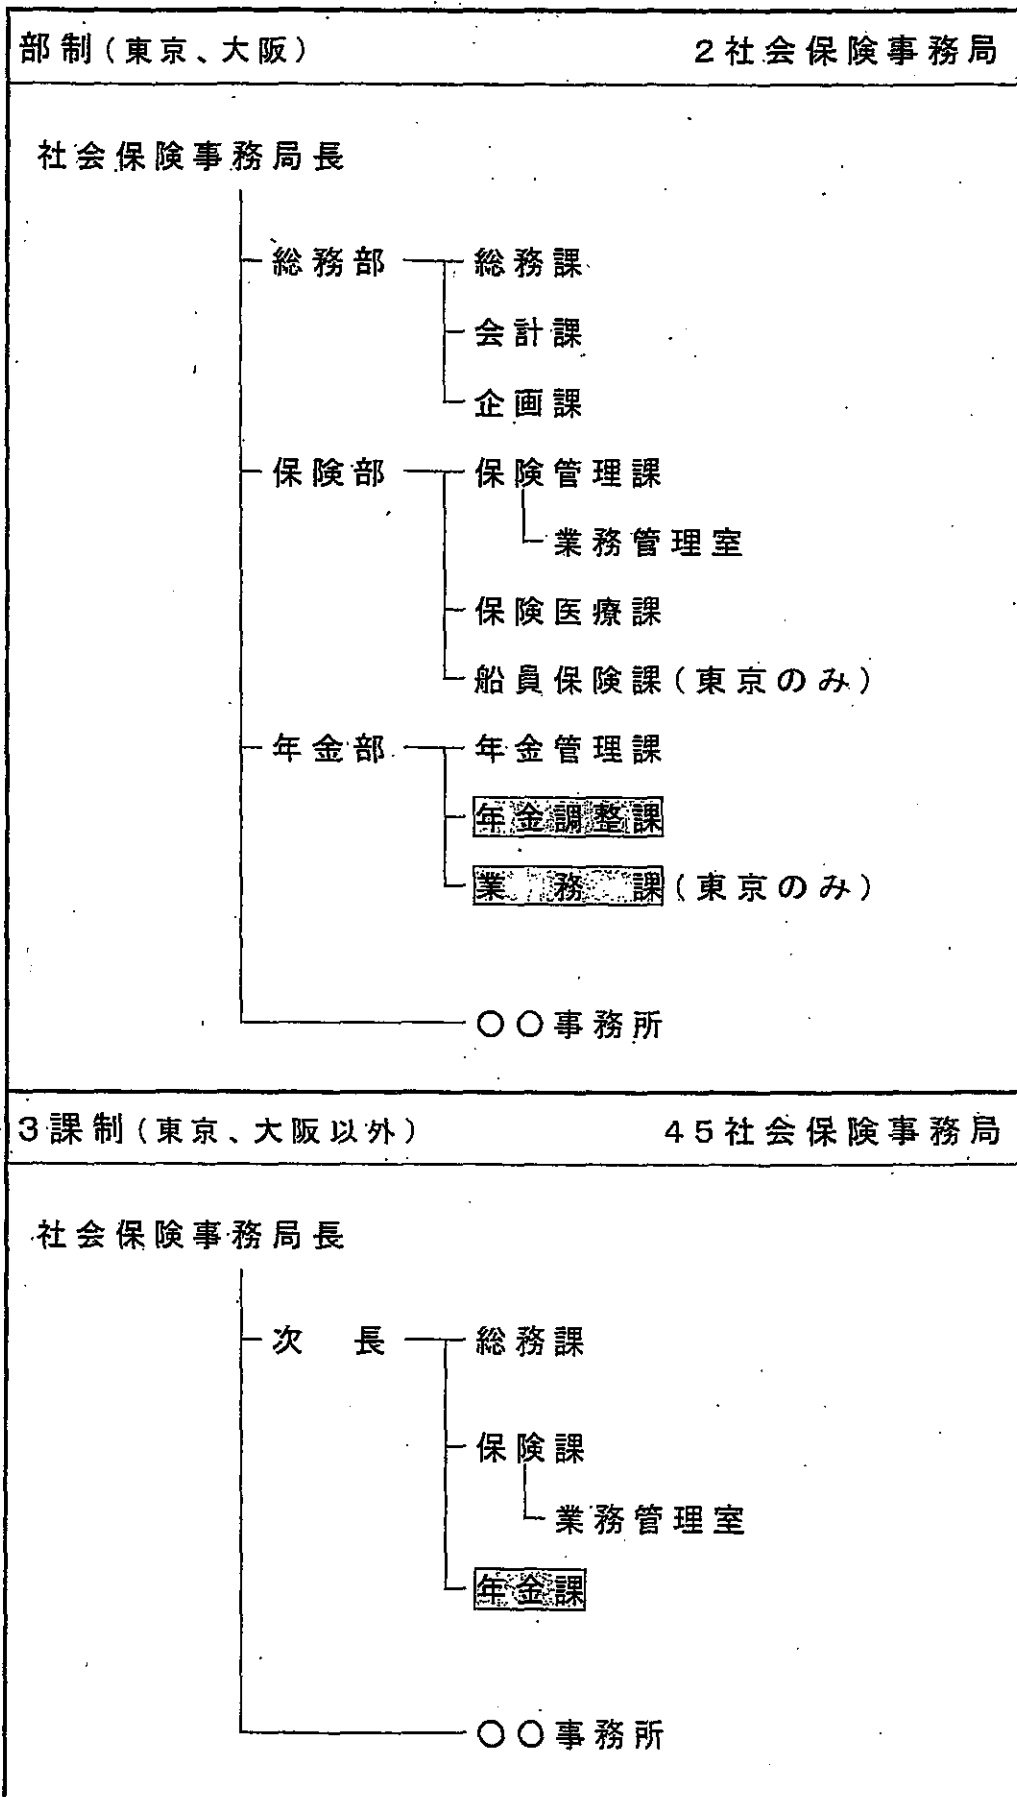 部制（東京、大阪） 2社会保険事務局
社会保険事務局長
総務部 総務課
会計課
企画課
保険部 保険管理課
業務管理室
保険医療課
船員保険課（東京のみ）
年金部 年金管理課
年金調整課
業務課（東京のみ）
〇〇事務所
3課制（東京、大阪以外） 45社会保険事務局
社会保険事務局長
次長 総務課
保険課
業務管理室
年金課
〇〇事務所